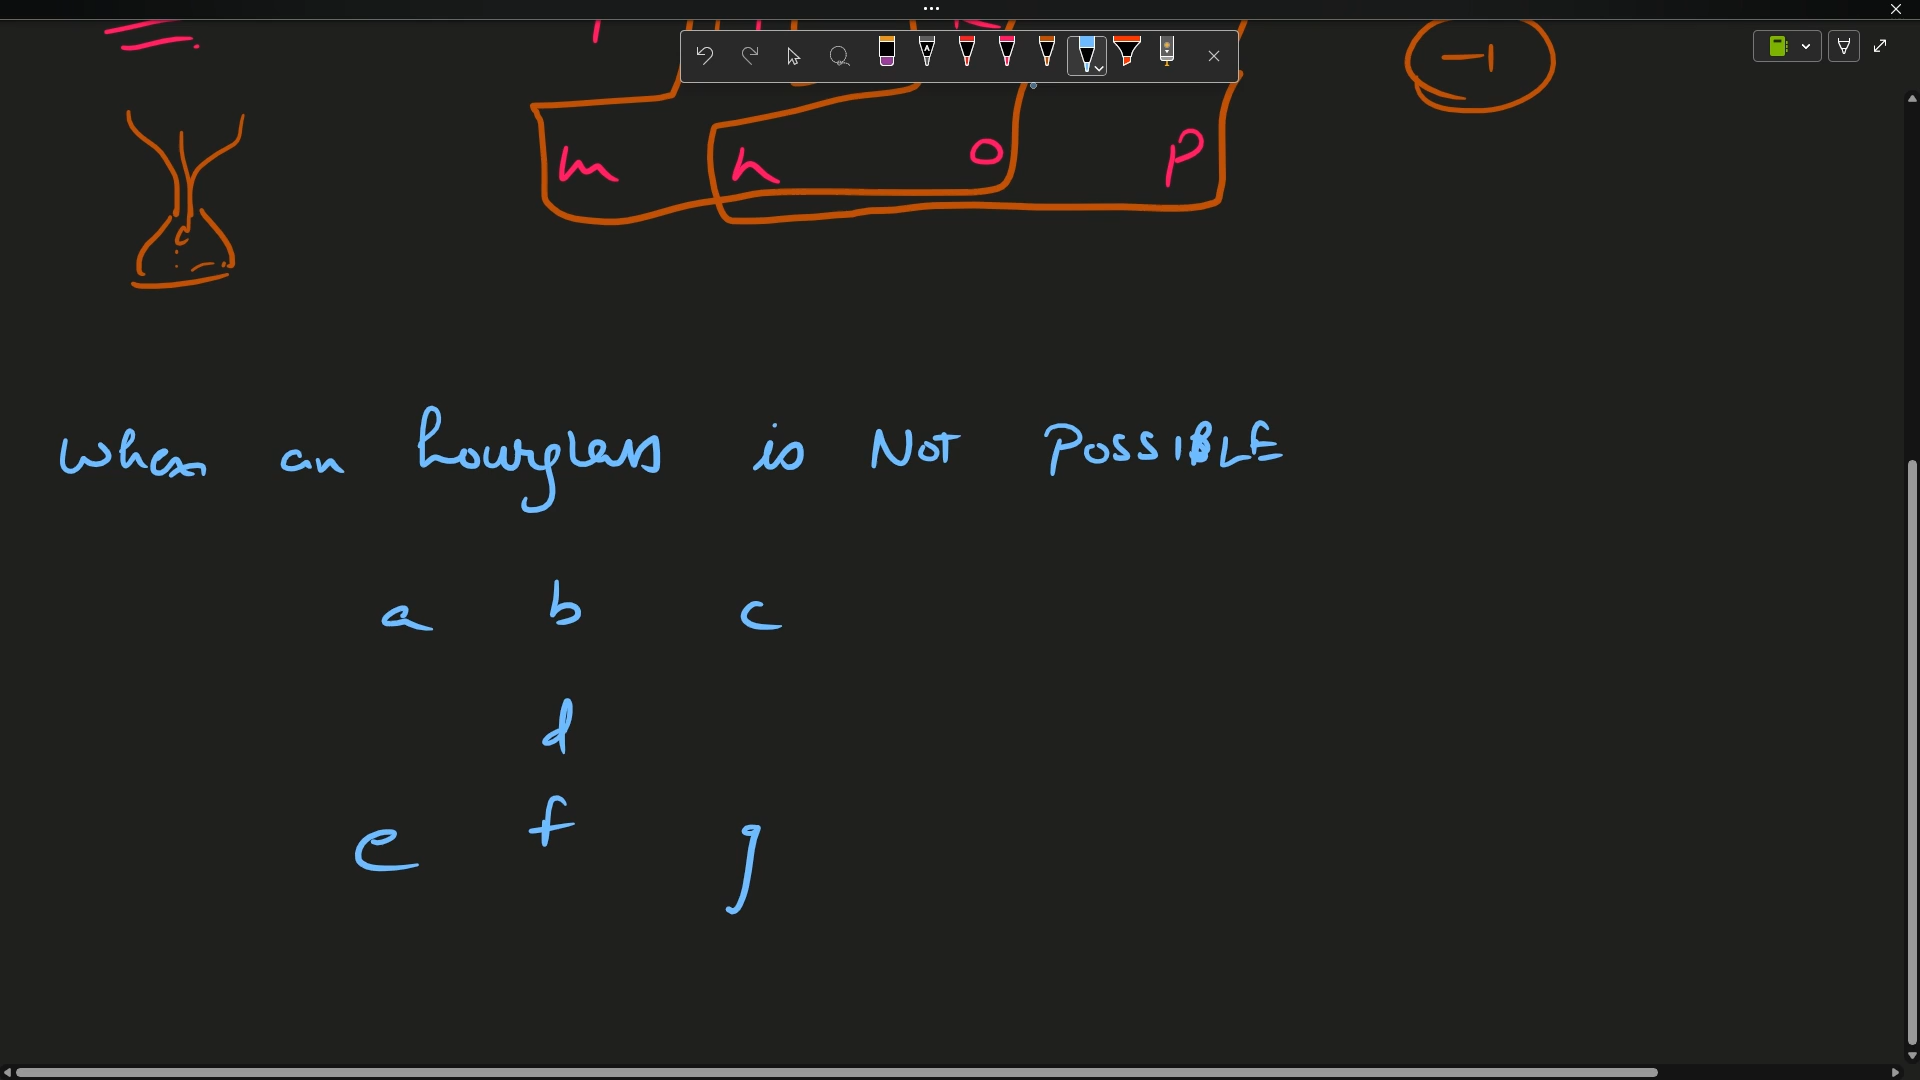 -1
m n o p
c
when an hourglass is NOT POSSIBLE
a b c
d
e f g